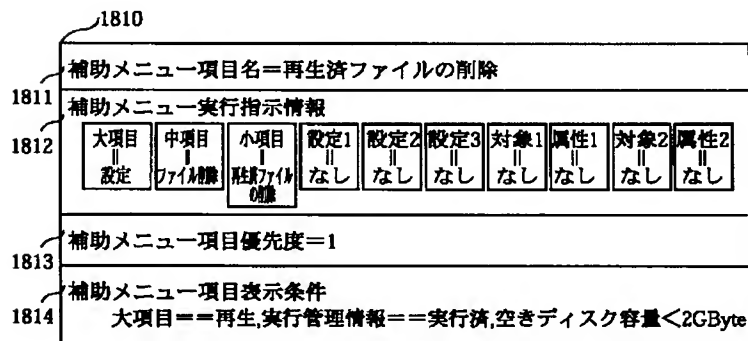 1810
1811
補助メニュー項目名=再生済ファイルの削除
1812
補助メニュー実行指示情報
大項目 = 設定
中項目 = ファイル削除
小項目 = 再生済ファイルの削除
設定1 = なし
設定2 = なし
設定3 = なし
対象1 = なし
属性1 = なし
対象2 = なし
属性2 = なし
1813
補助メニュー項目優先度=1
1814
補助メニュー項目表示条件
大項目==再生,実行管理情報==実行済,空きディスク容量<2GByte